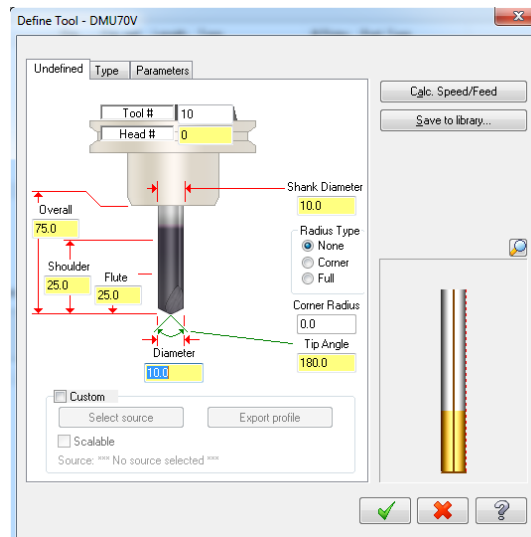 Define Tool - DMU70V
Undefined Type Parameters
Tool # 10
Head # 0
Calc. Speed/Feed
Save to library...
Overall
75.0
Shoulder
25.0
Flute
25.0
Shank Diameter
10.0
Radius Type
None
Corner
Full
Corner Radius
0.0
Tip Angle
180.0
Diameter
10.0
Custom
Select source Export profile
Scalable
Source: *** No source selected ***